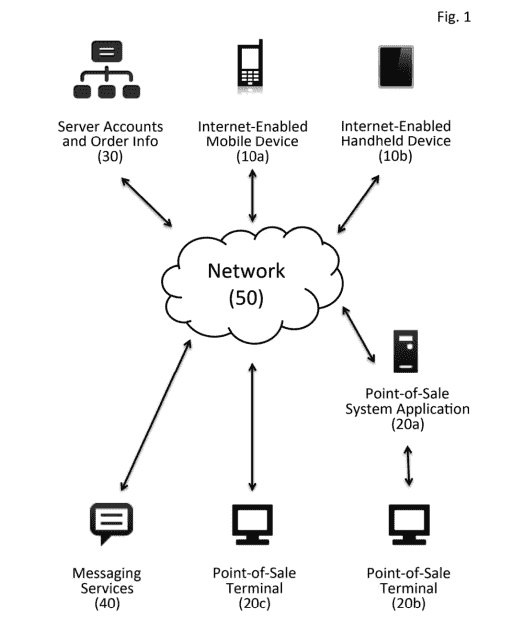 Fig. 1
Server Accounts
and Order Info
(30)
Internet-Enabled
Mobile Device
(10a)
Internet-Enabled
Handheld Device
(10b)
Network
(50)
Point-of-Sale
System Application
(20a)
Messaging
Services
(40)
Point-of-Sale
Terminal
(20c)
Point-of-Sale
Terminal
(20b)